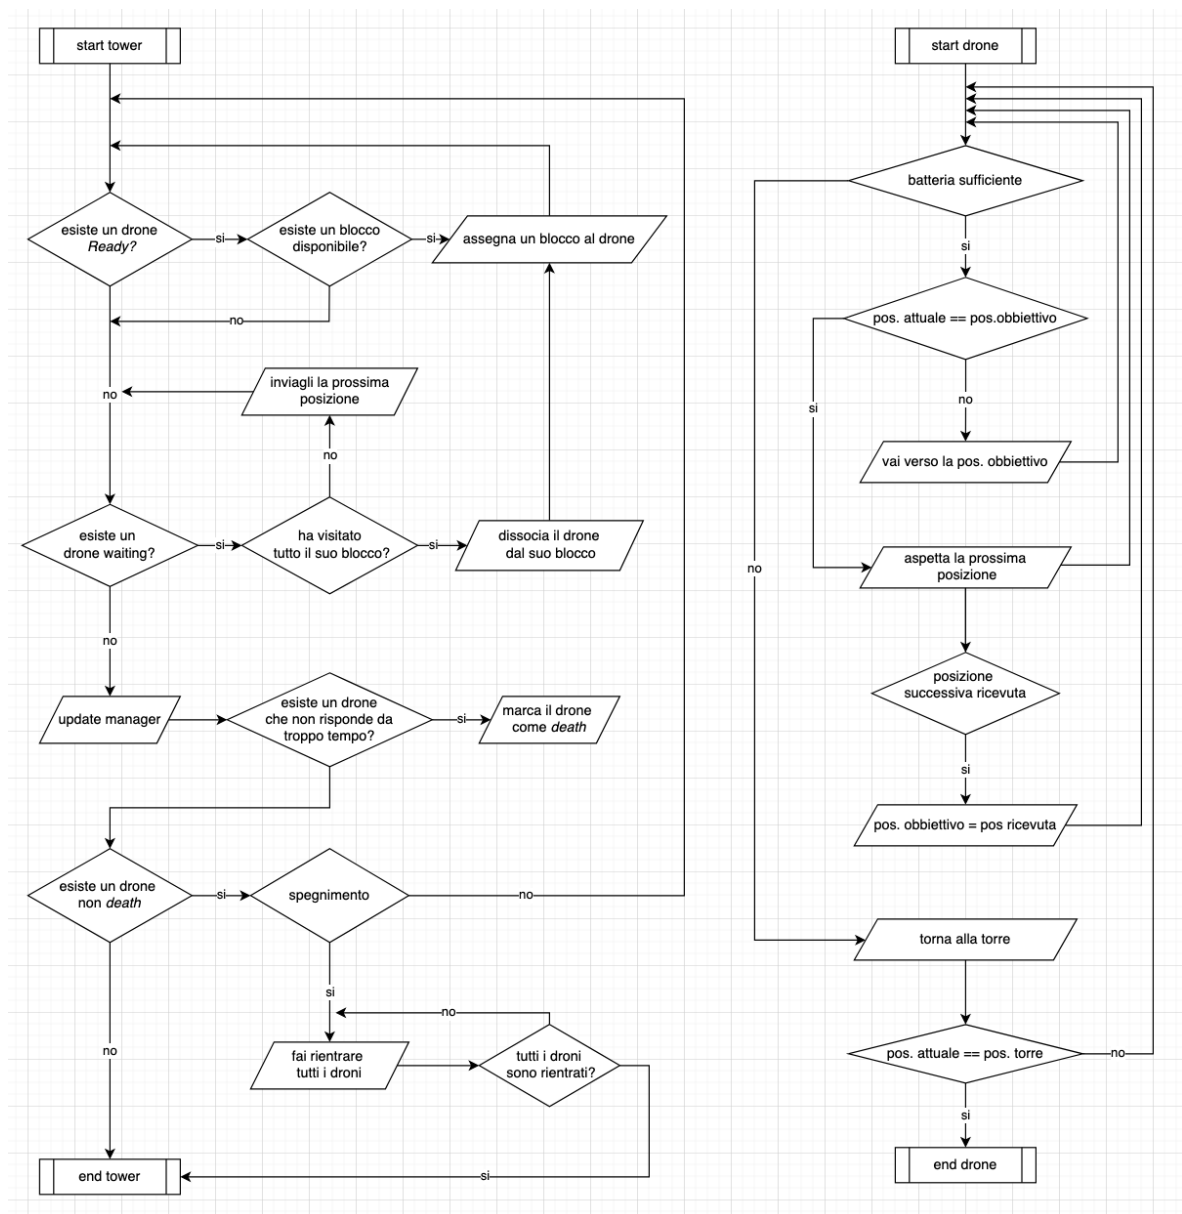 start tower
esiste un drone
Ready?
si
esiste un blocco
disponibile?
si
assegna un blocco al drone
no
inviagli la prossima
posizione
no
no
esiste un
drone waiting?
si
ha visitato
tutto il suo blocco?
si
dissocia il drone
dal suo blocco
no
update manager
esiste un drone
che non risponde da
troppo tempo?
si
marca il drone
come death
esiste un drone
non death
si
spegnimento
no
si
no
fai rientrare
tutti i droni
tutti i droni
sono rientrati?
no
end tower
si
start drone
batteria sufficiente
si
pos. attuale == pos.obbiettivo
no
si
vai verso la pos. obbiettivo
aspetta la prossima
posizione
no
posizione
successiva ricevuta
si
pos. obbiettivo = pos ricevuta
torna alla torre
pos. attuale == pos. torre
no
si
end drone